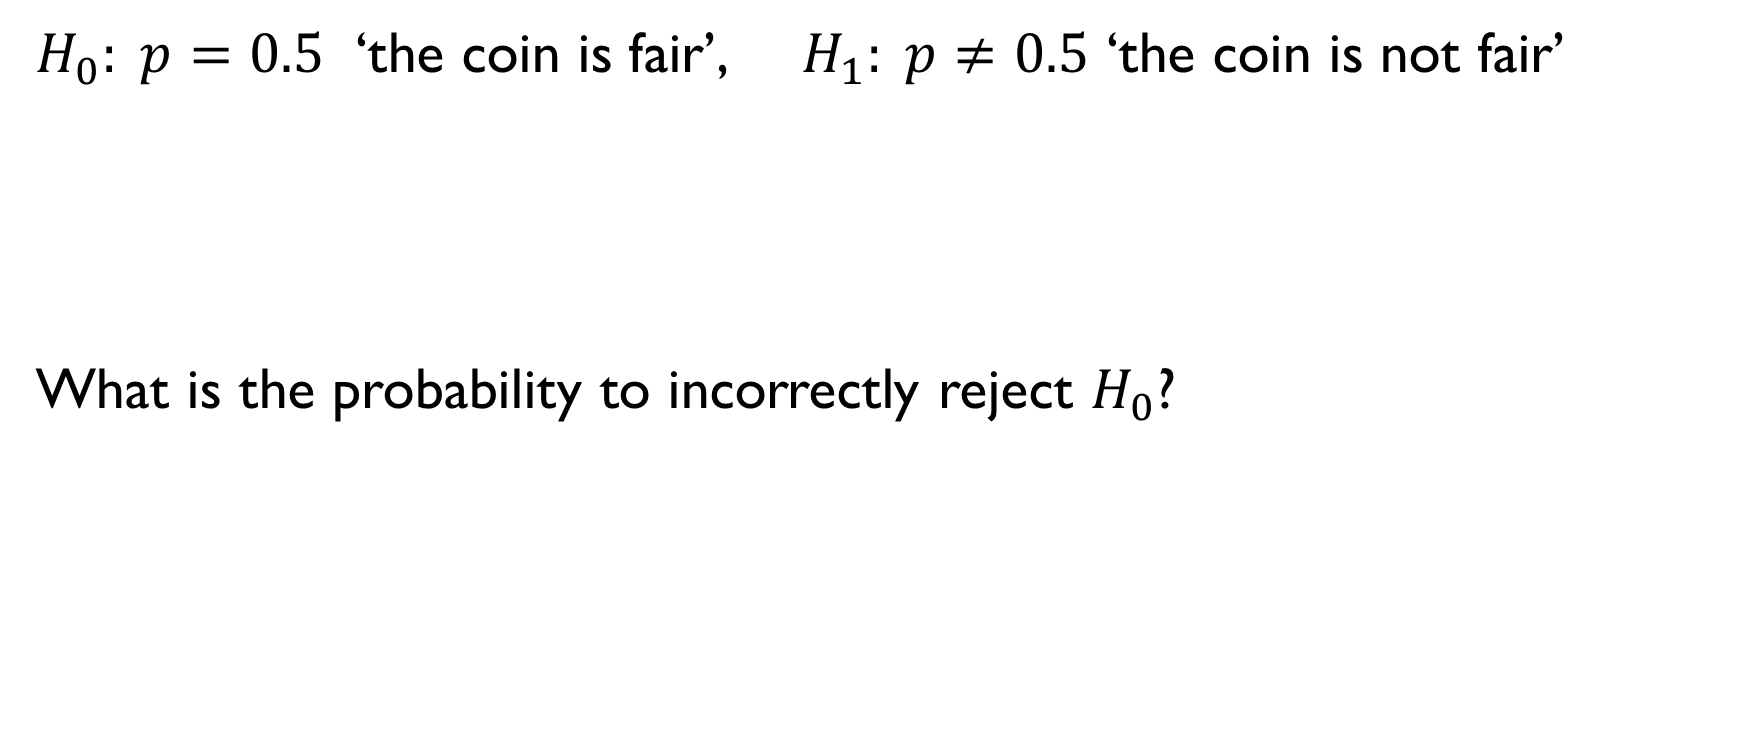 H₀: p = 0.5 ‘the coin is fair’, H₁: p ≠ 0.5 ‘the coin is not fair’
What is the probability to incorrectly reject H₀?